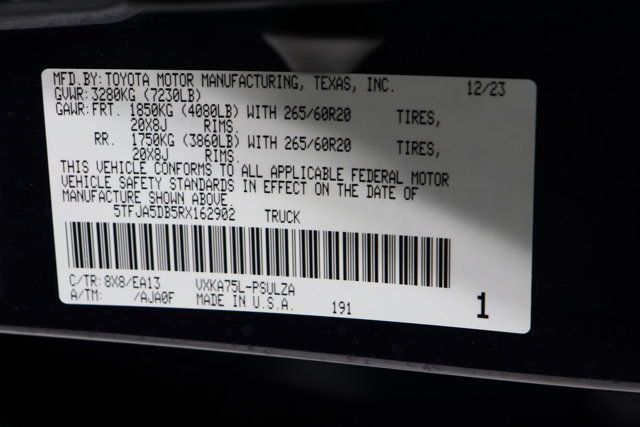 MFD.BY:TOYOTA MOTOR MANUFACTURING, TEXAS, INC. 12/23
GVWR: 3280KG (7230LB)
GAWR: FRT. 1850KG (4080LB) WITH 265/60R20 TIRES,
20X8J RIMS.
RR. 1750KG (3860LB) WITH 265/60R20 TIRES,
20X8J RIMS.
THIS VEHICLE CONFORMS TO ALL APPLICABLE FEDERAL MOTOR
VEHICLE SAFETY STANDARDS IN EFFECT ON THE DATE OF
MANUFACTURE SHOWN ABOVE
5TFJA5DB5RX162902 TRUCK
C/TR: 8X8/EA13 VXKA75L-PSULZA
A/TM: /AJA0F MADE IN U.S.A. 191 1